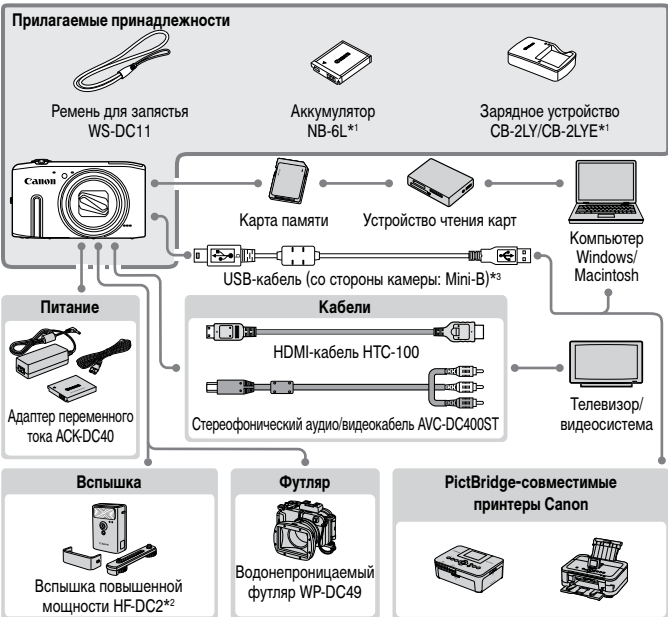 Прилагаемые принадлежности
Ремень для запястья
WS-DC11
Аккумулятор
NB-6L*1
Зарядное устройство
CB-2LY/CB-2LYE*1
Canon
Карта памяти
Устройство чтения карт
Компьютер
Windows/
Macintosh
USB-кабель (со стороны камеры: Mini-B)*3
Питание
Адаптер переменного
тока ACK-DC40
Кабели
HDMI-кабель HTC-100
Стереофонический аудио/видеокабель AVC-DC400ST
Телевизор/
видеосистема
Вспышка
Вспышка повышенной
мощности HF-DC2*2
Футляр
Водонепроницаемый
футляр WP-DC49
PictBridge-совместимые
принтеры Canon